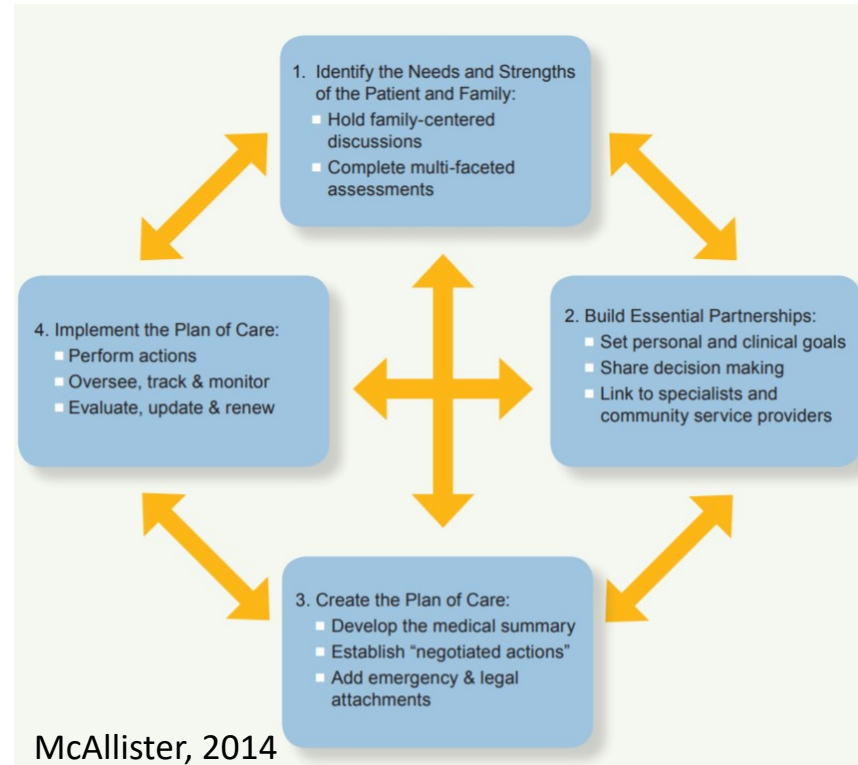 1. Identify the Needs and Strengths
of the Patient and Family:
Hold family-centered
discussions
Complete multi-faceted
assessments
2. Build Essential Partnerships:
Set personal and clinical goals
Share decision making
Link to specialists and
community service providers
3. Create the Plan of Care:
Develop the medical summary
Establish “negotiated actions”
Add emergency & legal
attachments
4. Implement the Plan of Care:
Perform actions
Oversee, track & monitor
Evaluate, update & renew
McAllister, 2014